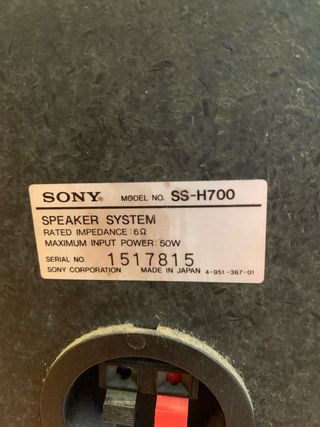 SONY® MODEL NO. SS-H700
SPEAKER SYSTEM
RATED IMPEDANCE : 6Ω
MAXIMUM INPUT POWER : 50W
SERIAL NO. 1517815
SONY CORPORATION MADE IN JAPAN 4-951-367-01